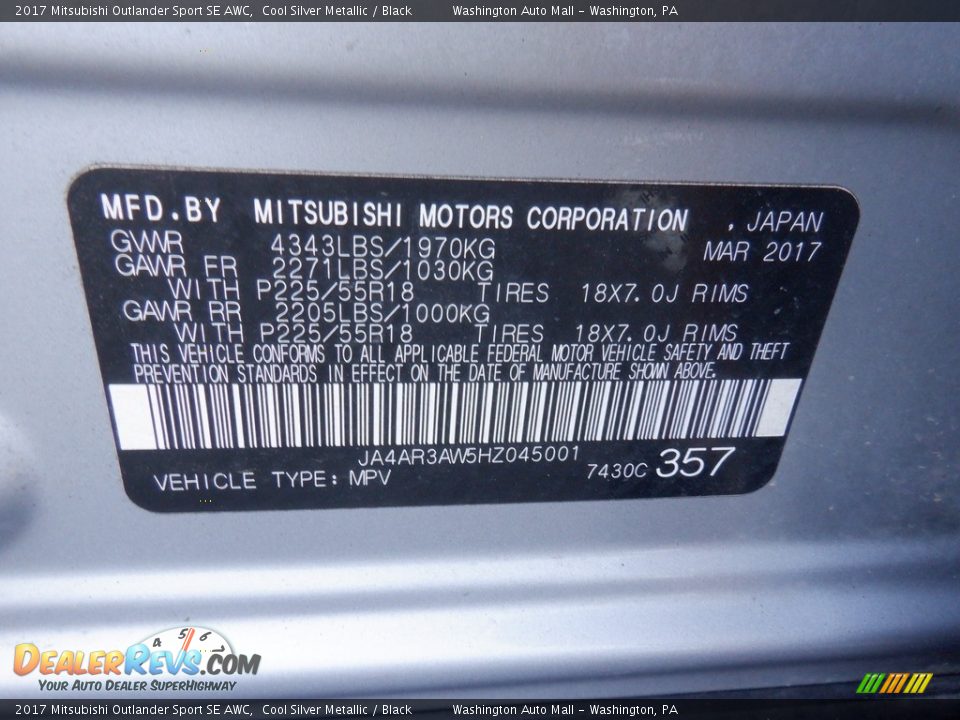 2017 Mitsubishi Outlander Sport SE AWC, Cool Silver Metallic / Black Washington Auto Mall - Washington, PA
MFD.BY MITSUBISHI MOTORS CORPORATION , JAPAN
GVWR 4343LBS/1970KG MAR 2017
GAWR FR 2271LBS/1030KG
WITH P225/55R18 TIRES 18X7.0J RIMS
GAWR RR 2205LBS/1000KG
WITH P225/55R18 TIRES 18X7.0J RIMS
THIS VEHICLE CONFORMS TO ALL APPLICABLE FEDERAL MOTOR VEHICLE SAFETY AND THEFT
PREVENTION STANDARDS IN EFFECT ON THE DATE OF MANUFACTURE SHOWN ABOVE.
JA4AR3AW5HZ045001
VEHICLE TYPE: MPV 7430C 357
4 5 6
DEALERREVS.COM
YOUR AUTO DEALER SUPERHIGHWAY
2017 Mitsubishi Outlander Sport SE AWC, Cool Silver Metallic / Black Washington Auto Mall - Washington, PA